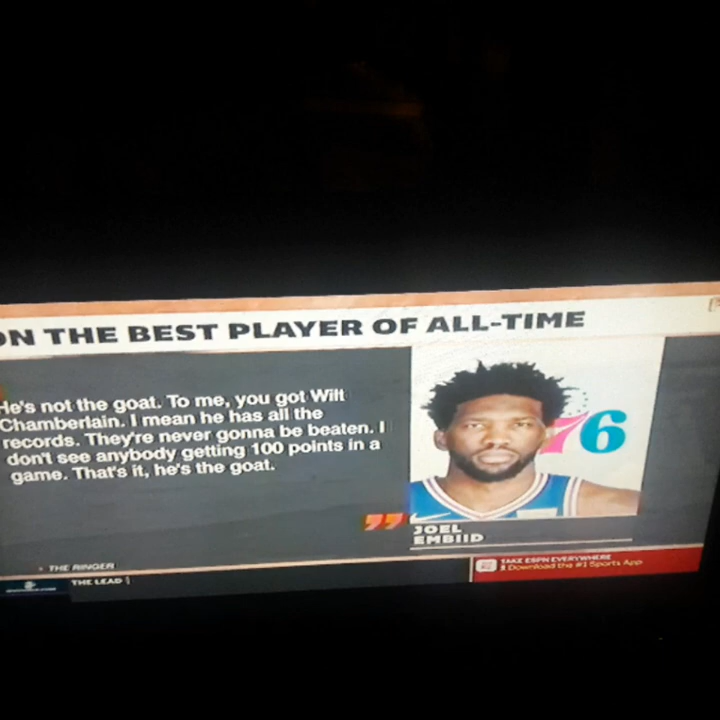 ON THE BEST PLAYER OF ALL-TIME
He's not the goat. To me, you got Wilt
Chamberlain. I mean he has all the
records. They're never gonna be beaten. I
don't see anybody getting 100 points in a
game. That's it, he's the goat.
76
JOEL
EMBIID
THE RINGER
THE LEAD
TAKE ESPN EVERYWHERE
Download the #1 Sports App